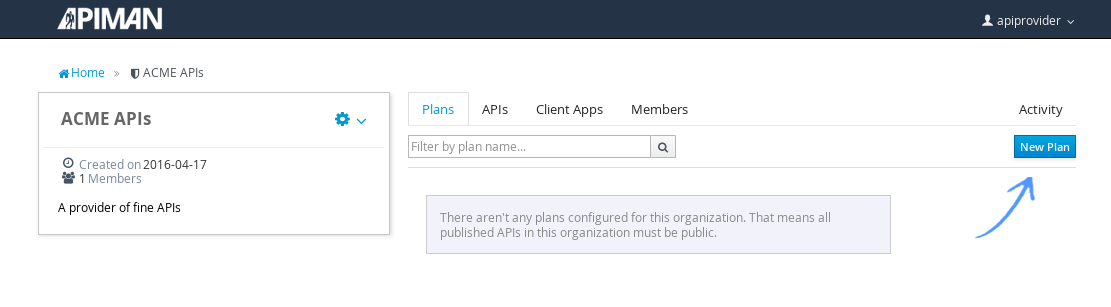 APIMAN
apiprovider
Home » ACME APIs
ACME APIs
Created on 2016-04-17
1 Members
A provider of fine APIs
Plans APIs Client Apps Members Activity
Filter by plan name...
New Plan
There aren't any plans configured for this organization. That means all
published APIs in this organization must be public.